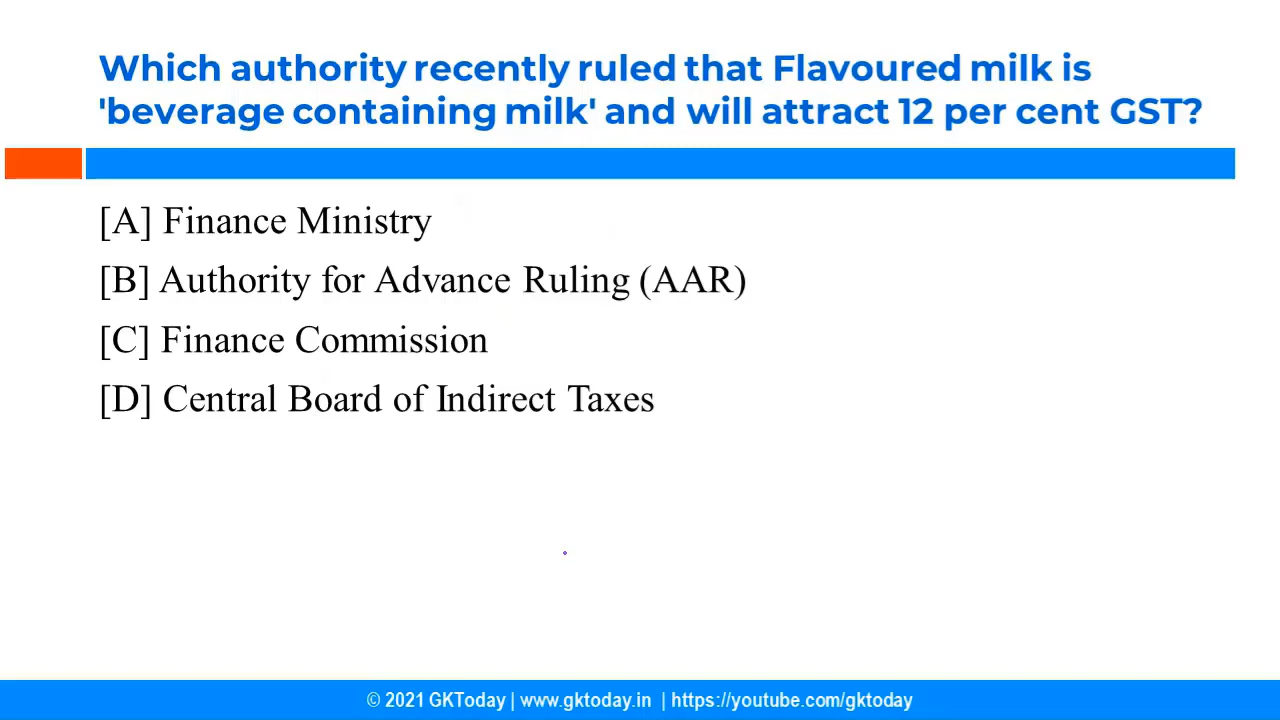 Which authority recently ruled that Flavoured milk is
'beverage containing milk' and will attract 12 per cent GST?
[A] Finance Ministry
[B] Authority for Advance Ruling (AAR)
[C] Finance Commission
[D] Central Board of Indirect Taxes
© 2021 GKToday | www.gktoday.in | https://youtube.com/gktoday